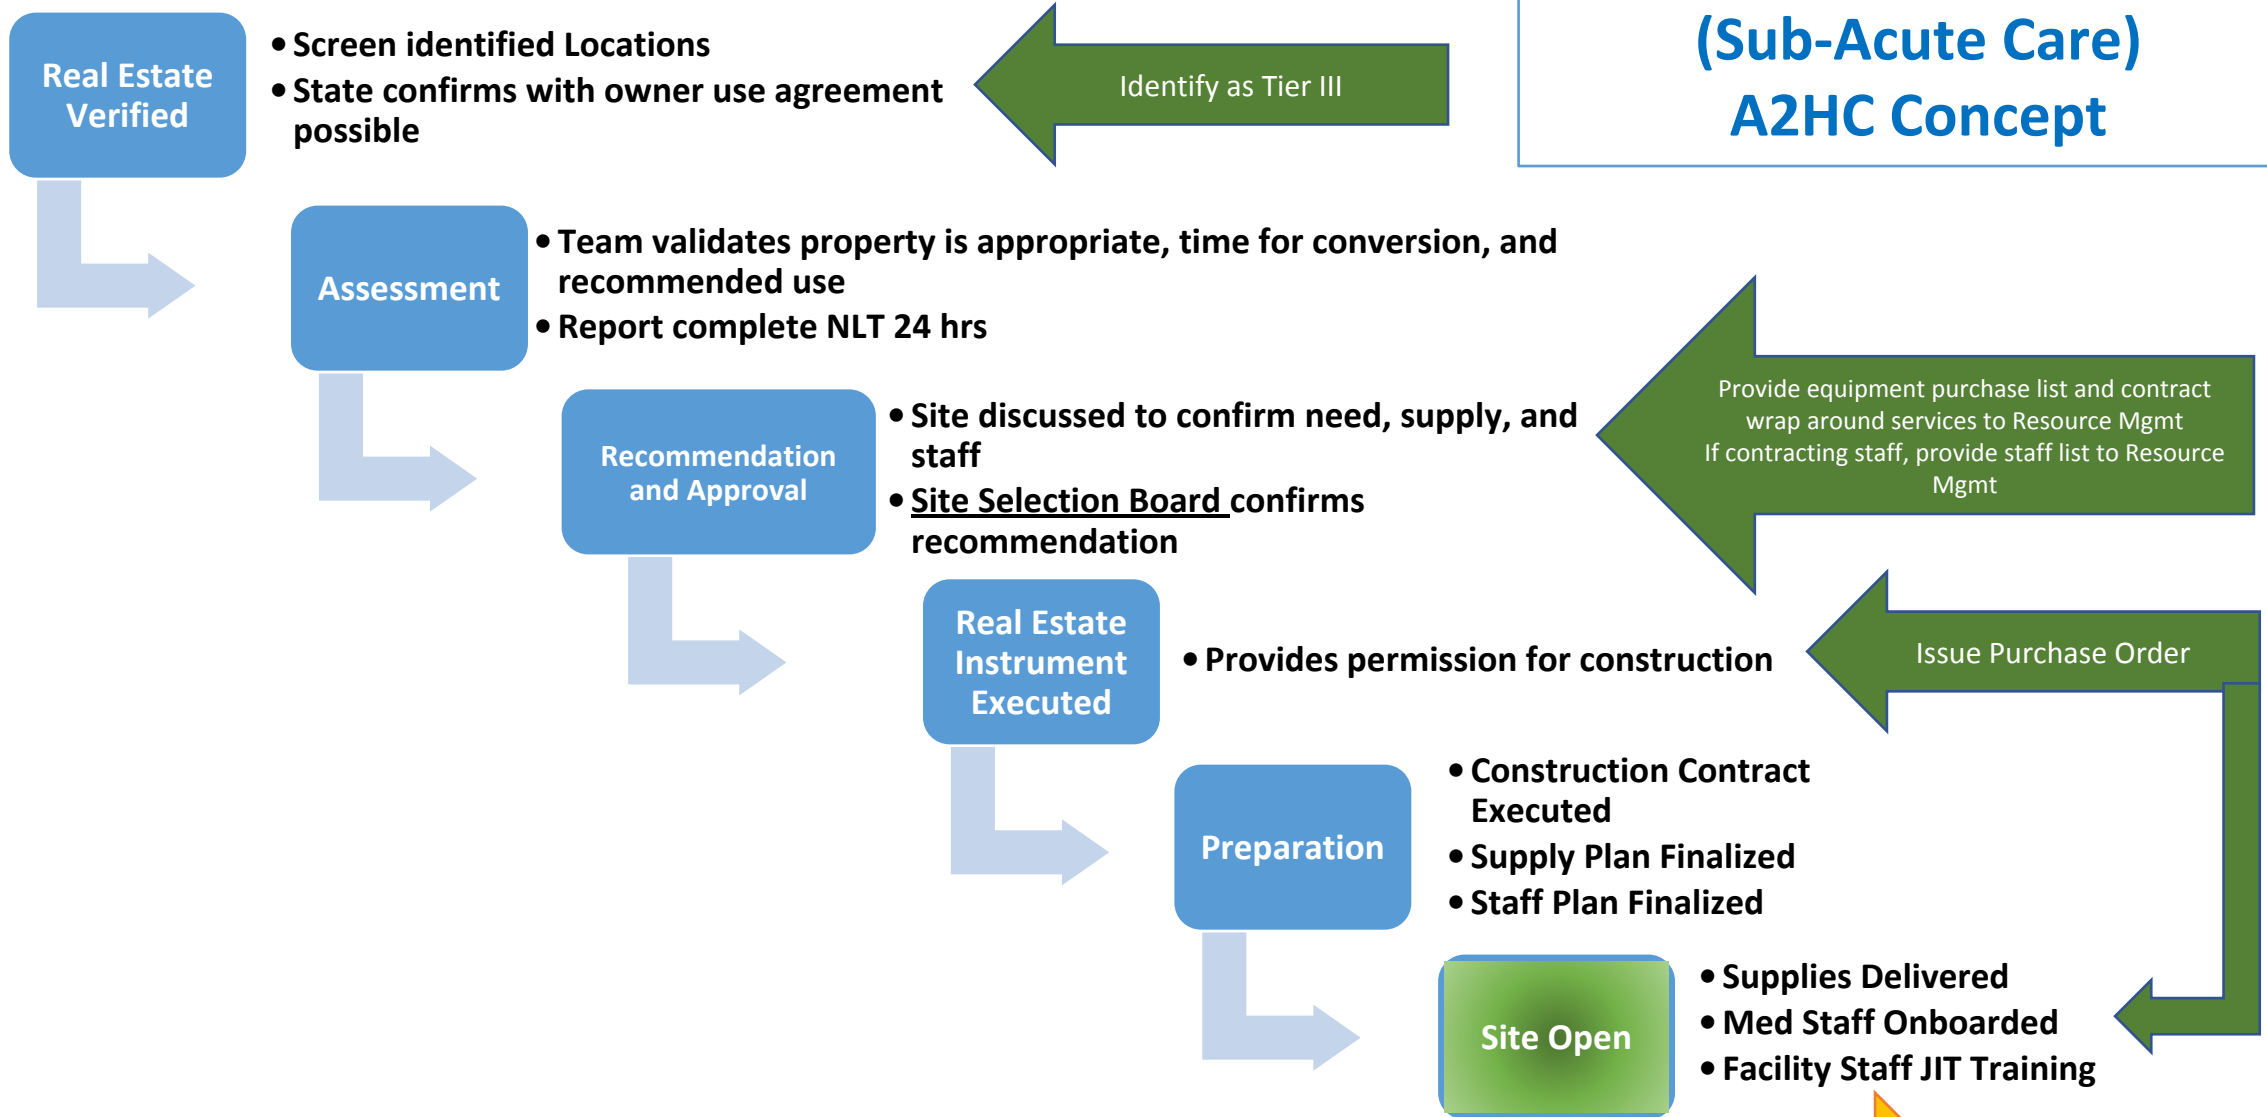 (Sub-Acute Care)
A2HC Concept
Real Estate
Verified
• Screen identified Locations
• State confirms with owner use agreement
possible
Identify as Tier III
Assessment
• Team validates property is appropriate, time for conversion, and
recommended use
• Report complete NLT 24 hrs
Recommendation
and Approval
• Site discussed to confirm need, supply, and
staff
• Site Selection Board confirms
recommendation
Provide equipment purchase list and contract
wrap around services to Resource Mgmt
If contracting staff, provide staff list to Resource
Mgmt
Real Estate
Instrument
Executed
• Provides permission for construction
Issue Purchase Order
Preparation
• Construction Contract
Executed
• Supply Plan Finalized
• Staff Plan Finalized
Site Open
• Supplies Delivered
• Med Staff Onboarded
• Facility Staff JIT Training